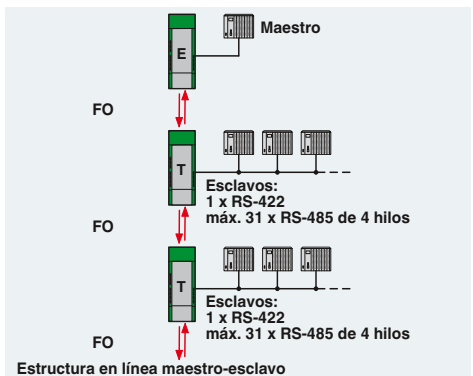 Maestro
E
FO
T
Esclavos:
1 x RS-422
máx. 31 x RS-485 de 4 hilos
FO
T
Esclavos:
1 x RS-422
máx. 31 x RS-485 de 4 hilos
FO
Estructura en línea maestro-esclavo